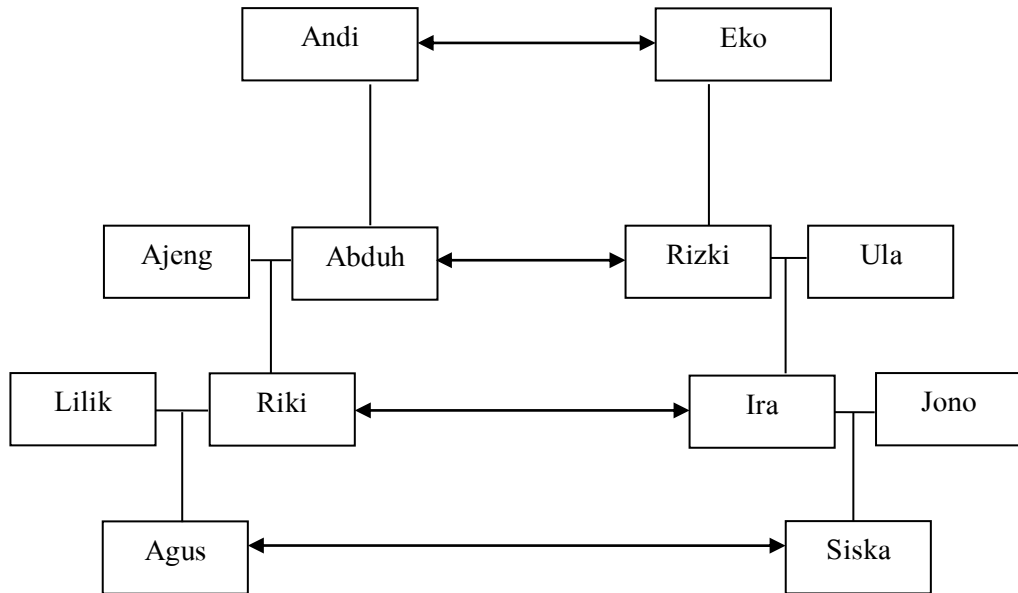 Andi
Eko
Ajeng
Abduh
Rizki
Ula
Lilik
Riki
Ira
Jono
Agus
Siska